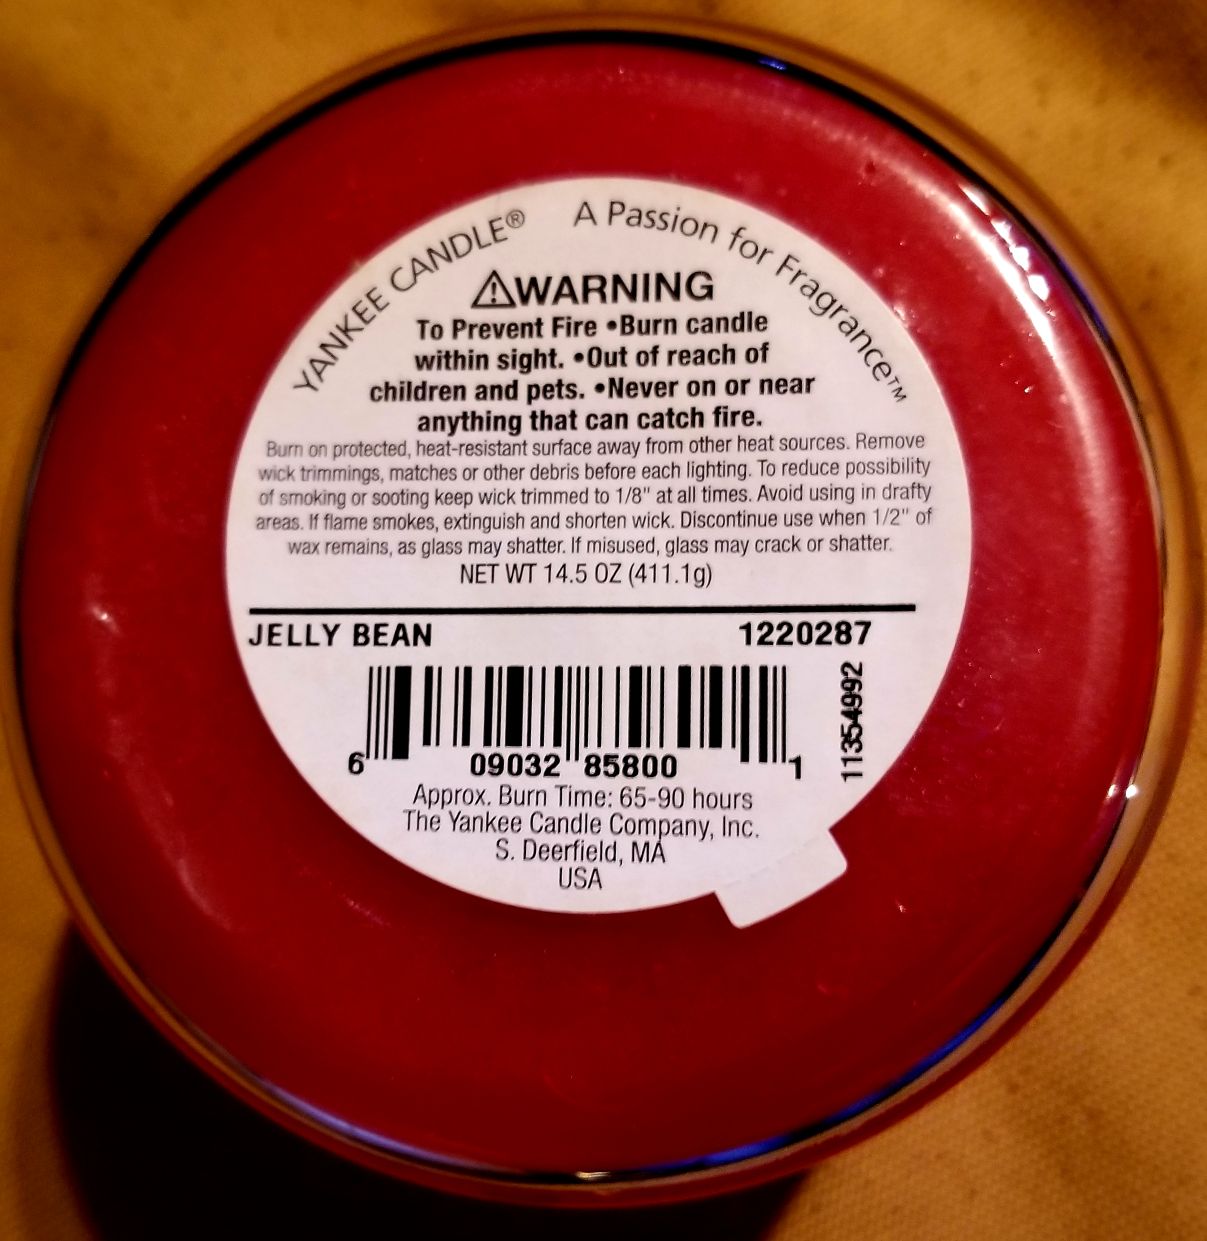 YANKEE CANDLE® A Passion for Fragrance™
⚠WARNING
To Prevent Fire •Burn candle
within sight. •Out of reach of
children and pets. •Never on or near
anything that can catch fire.
Burn on protected, heat-resistant surface away from other heat sources. Remove
wick trimmings, matches or other debris before each lighting. To reduce possibility
of smoking or sooting keep wick trimmed to 1/8" at all times. Avoid using in drafty
areas. If flame smokes, extinguish and shorten wick. Discontinue use when 1/2" of
wax remains, as glass may shatter. If misused, glass may crack or shatter.
NET WT 14.5 OZ (411.1g)
JELLY BEAN 1220287
11354992
6 09032 85800 1
Approx. Burn Time: 65-90 hours
The Yankee Candle Company, Inc.
S. Deerfield, MA
USA